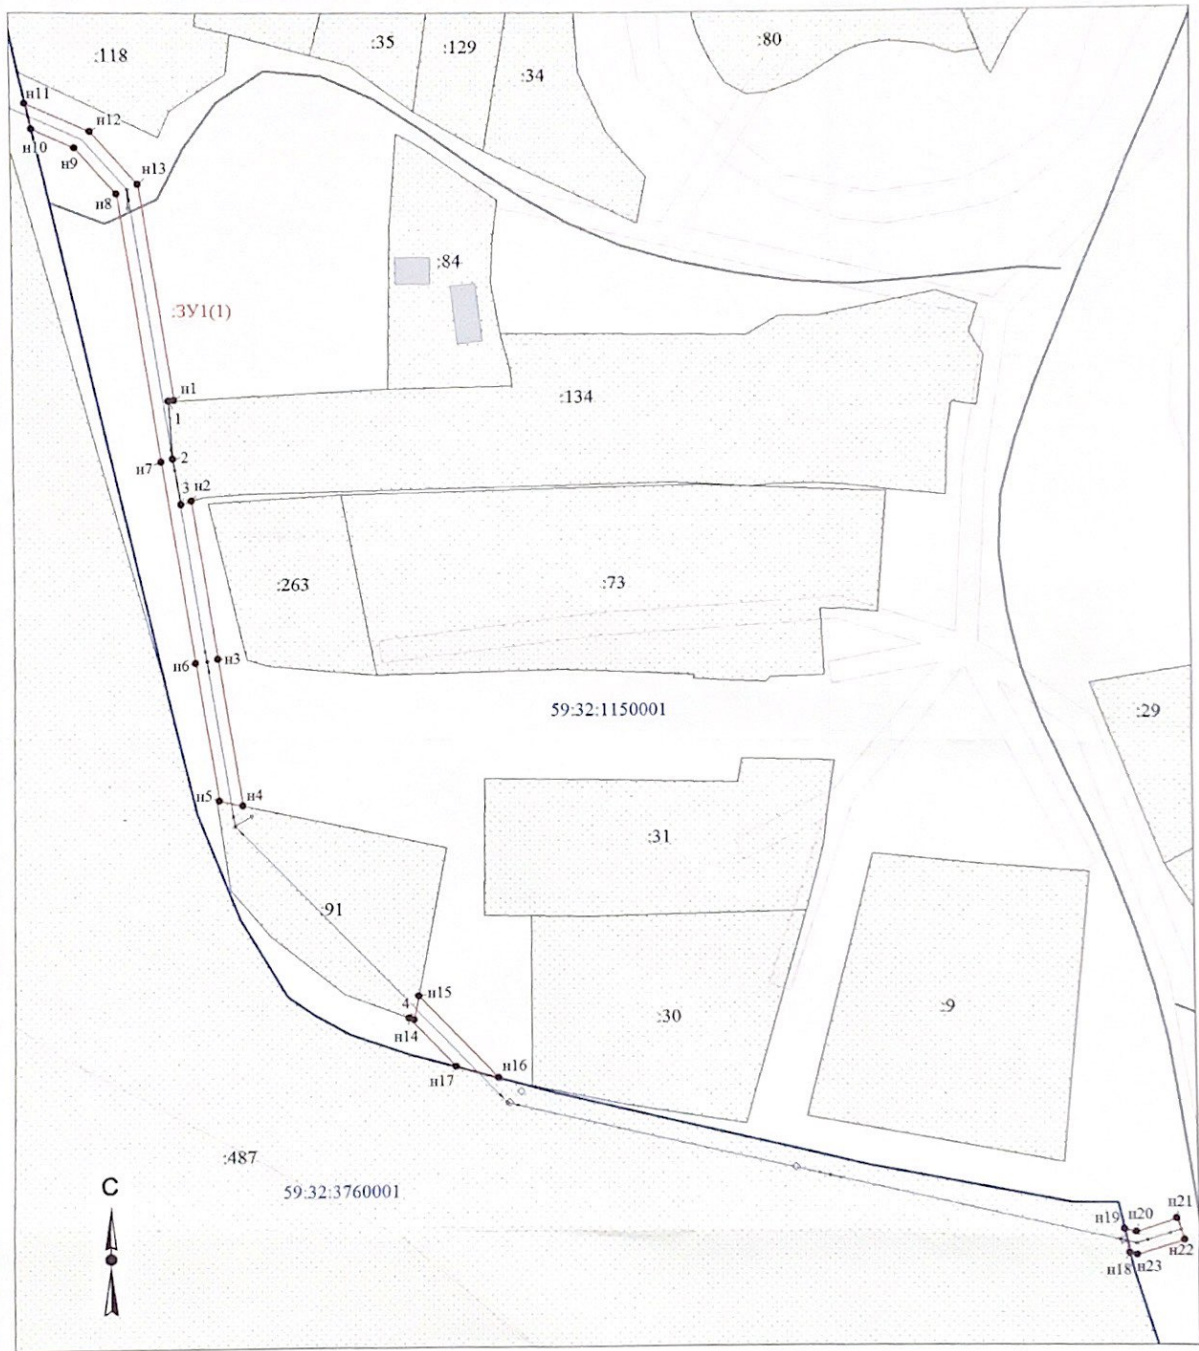 :118
:35
:129
:80
:34
н11
н12
н10
н9
н13
н8
:84
:ЗУ1(1)
н1
:134
1
н7
2
3
н2
:263
:73
н6
н3
59:32:1150001
:29
н5
н4
:31
:91
н15
4
:30
:9
н14
н16
н17
:487
59:32:3760001
С
н19
н20
н21
н18
н23
н22